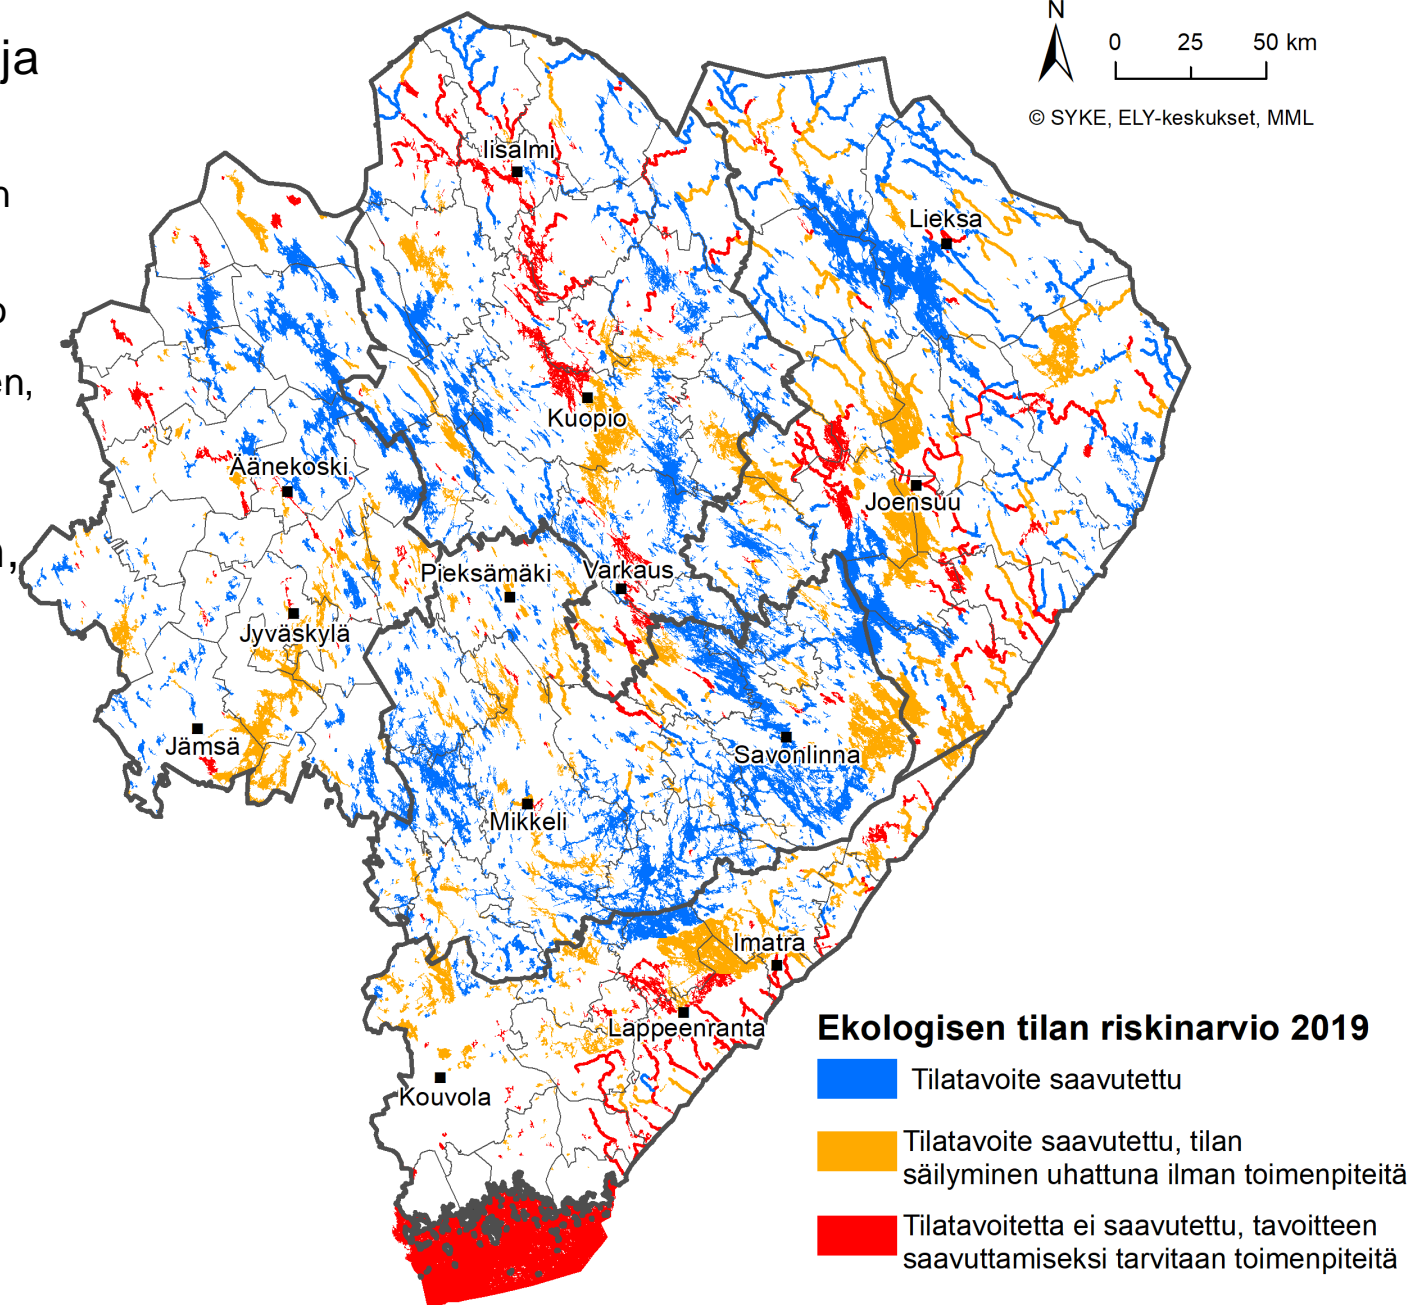 ja
n
o
en,
n,
N
0 25 50 km
© SYKE, ELY-keskukset, MML
Iisalmi
Lieksa
Kuopio
Äänekoski
Joensuu
Pieksämäki
Varkaus
Jyväskylä
Jämsä
Savonlinna
Mikkeli
Imatra
Lappeenranta
Kouvola
Ekologisen tilan riskinarvio 2019
Tilatavoite saavutettu
Tilatavoite saavutettu, tilan
säilyminen uhattuna ilman toimenpiteitä
Tilatavoitetta ei saavutettu, tavoitteen
saavuttamiseksi tarvitaan toimenpiteitä